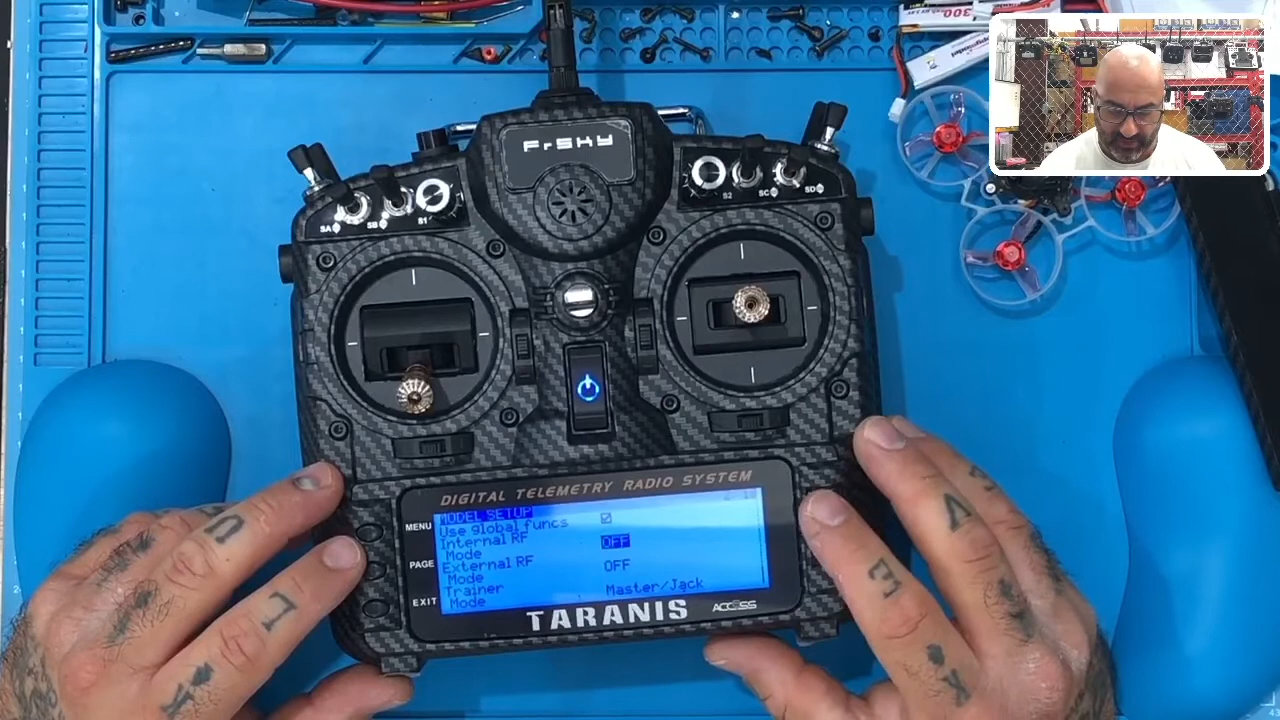 300
FrSKY
SA
SB
S1
S2
SC
SD
DIGITAL TELEMETRY RADIO SYSTEM
MENU
PAGE
EXIT
MODEL SETUP
Use global funcs
Internal RF OFF
Mode
External RF OFF
Mode
Trainer Master/Jack
Mode
TARANIS
ACCESS
U
L
V
E